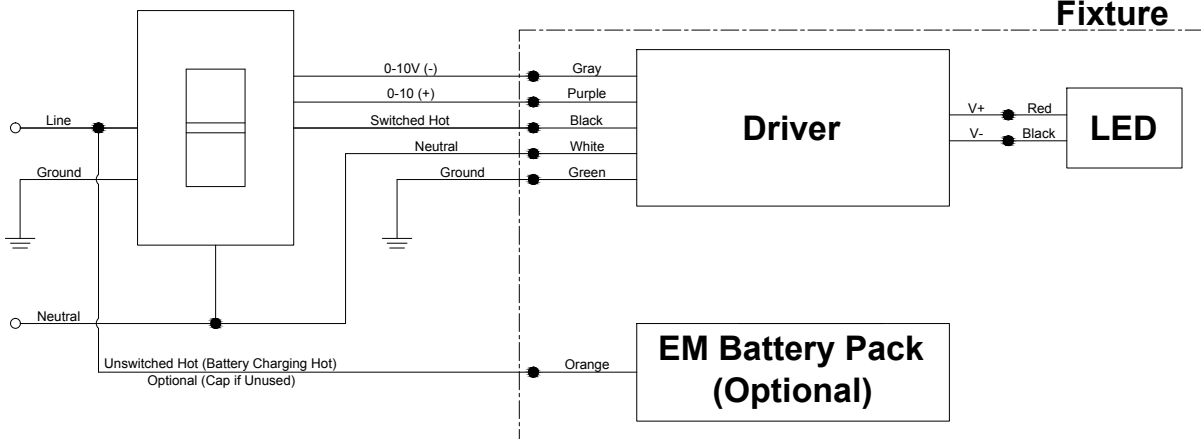 Fixture
0-10V (-)
Gray
0-10 (+)
Purple
Line
Switched Hot
Black
Driver
V+
Red
V-
Black
LED
Neutral
White
Ground
Ground
Green
Neutral
Unswitched Hot (Battery Charging Hot)
Optional (Cap if Unused)
Orange
EM Battery Pack
(Optional)